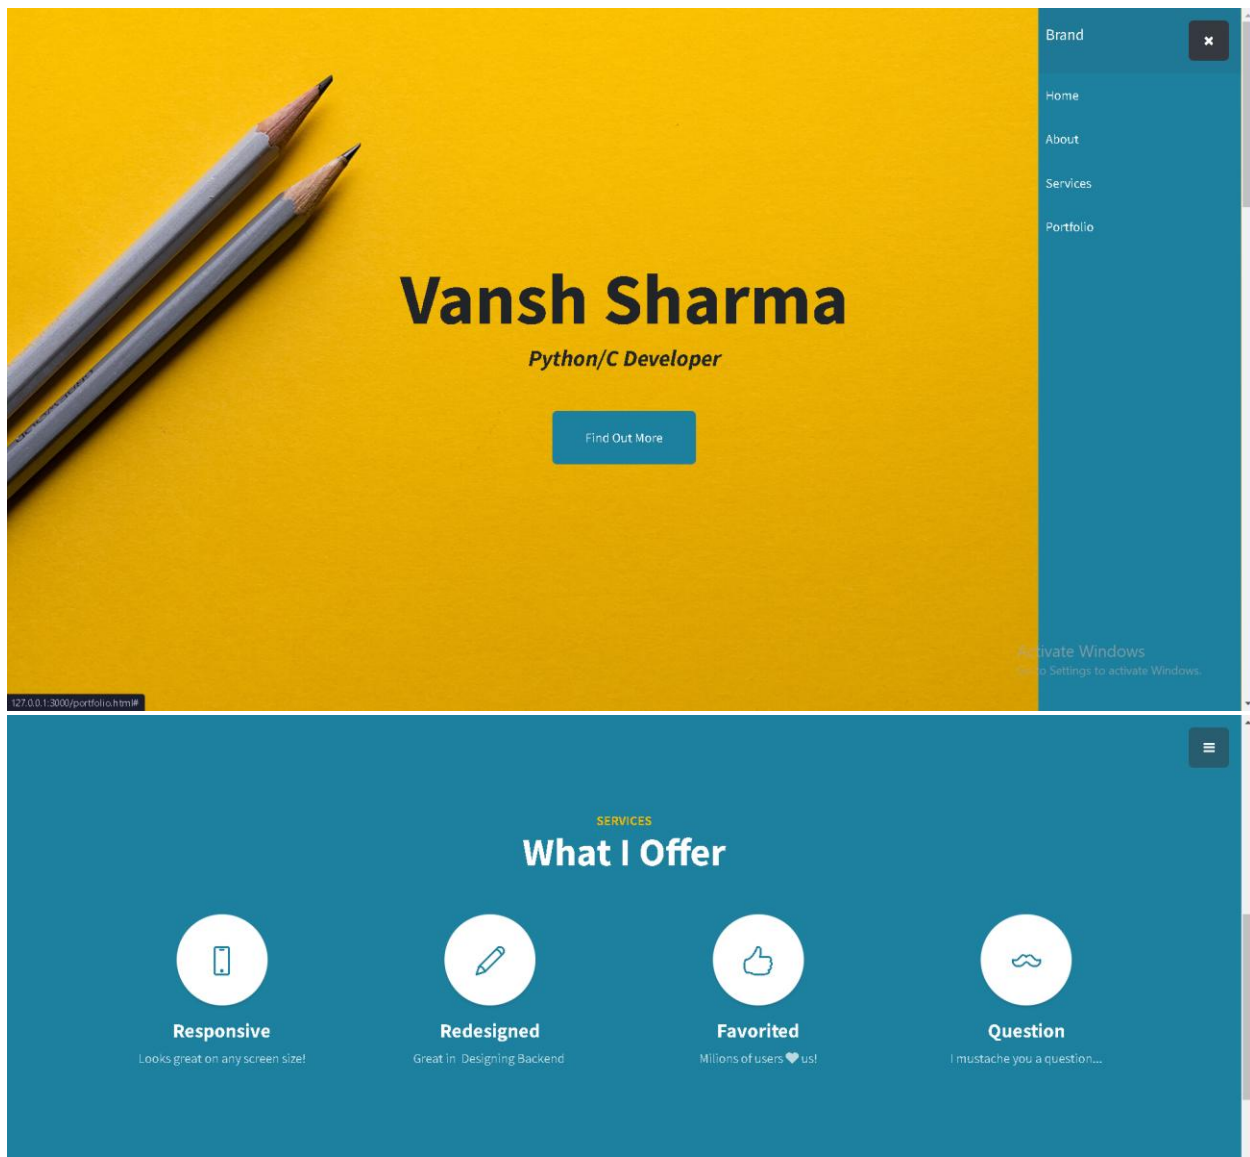 Brand
Home
About
Services
Portfolio
Vansh Sharma
Python/C Developer
Find Out More
Activate Windows
to Settings to activate Windows.
127.0.0.1:3000/portfolio.html#
SERVICES
What I Offer
Responsive
Looks great on any screen size!
Redesigned
Great in Designing Backend
Favorited
Milions of users us!
Question
I mustache you a question...